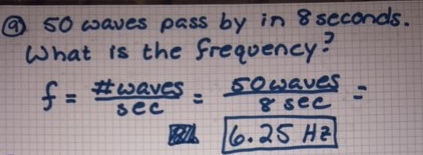 ⑨ 50 waves pass by in 8 seconds.
What is the frequency?
f = #waves/sec = 50 waves/8 sec =
6.25 Hz